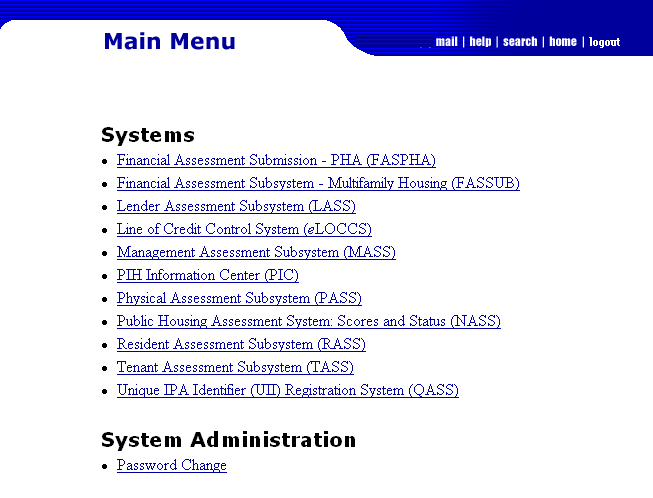 Main Menu
mail | help | search | home | logout
Systems
Financial Assessment Submission - PHA (FASPHA)
Financial Assessment Subsystem - Multifamily Housing (FASSUB)
Lender Assessment Subsystem (LASS)
Line of Credit Control System (eLOCCS)
Management Assessment Subsystem (MASS)
PIH Information Center (PIC)
Physical Assessment Subsystem (PASS)
Public Housing Assessment System: Scores and Status (NASS)
Resident Assessment Subsystem (RASS)
Tenant Assessment Subsystem (TASS)
Unique IPA Identifier (UII) Registration System (QASS)
System Administration
Password Change